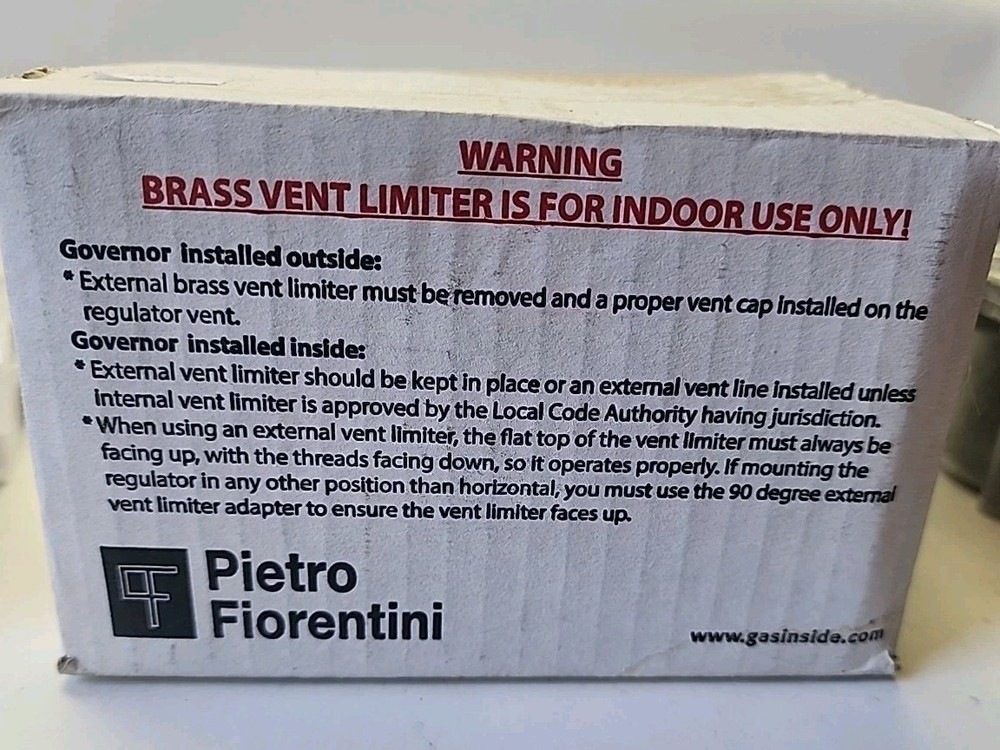 WARNING
BRASS VENT LIMITER IS FOR INDOOR USE ONLY!
Governor installed outside:
* External brass vent limiter must be removed and a proper vent cap installed on the
regulator vent.
Governor installed inside:
* External vent limiter should be kept in place or an external vent line installed unless
internal vent limiter is approved by the Local Code Authority having jurisdiction.
* When using an external vent limiter, the flat top of the vent limiter must always be
facing up, with the threads facing down, so it operates properly. If mounting the
regulator in any other position than horizontal, you must use the 90 degree external
vent limiter adapter to ensure the vent limiter faces up.
Pietro
Fiorentini
www.gasinside.com